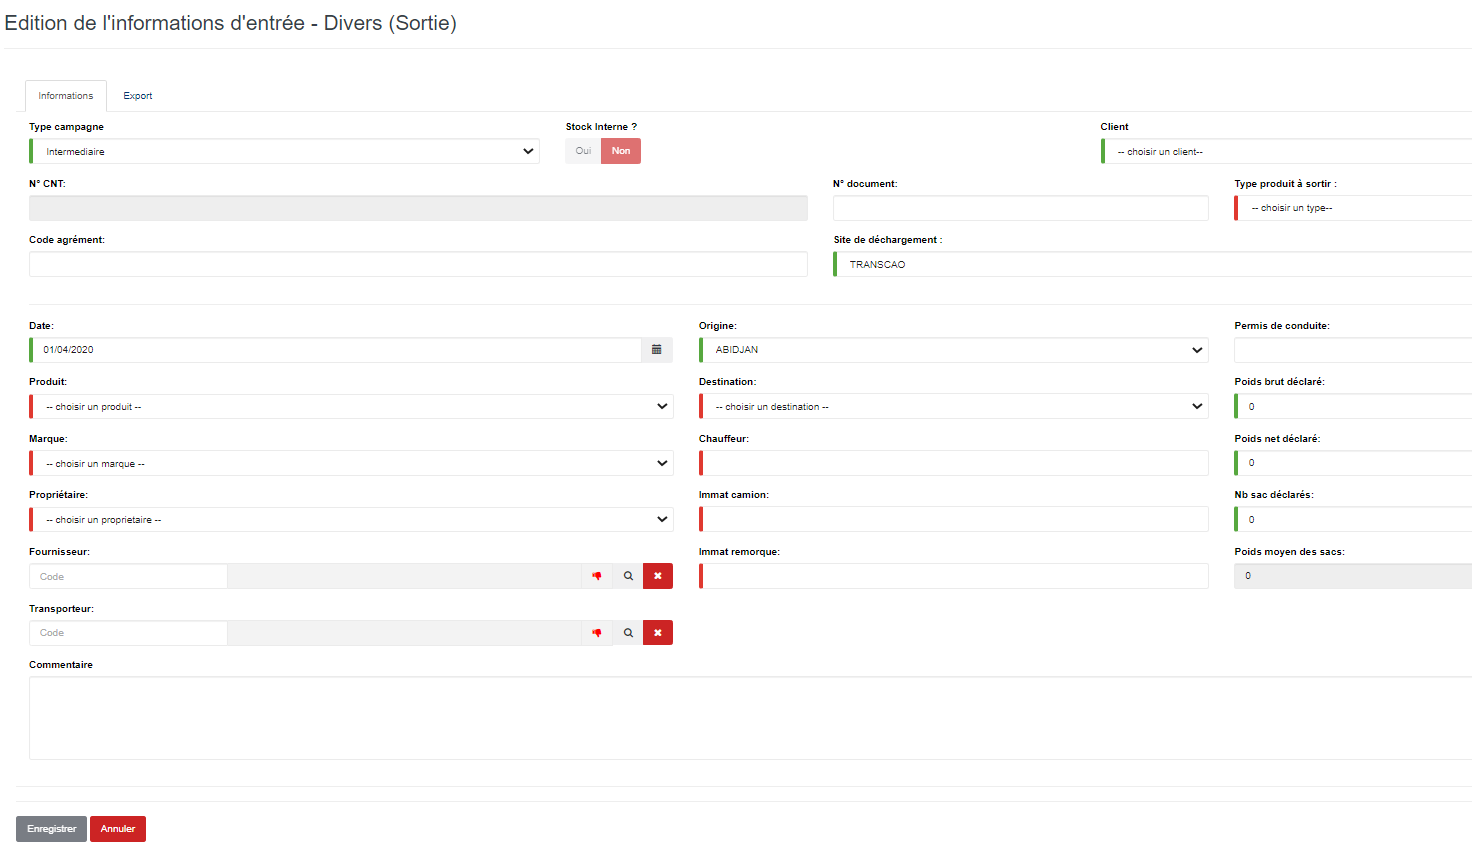 Edition de l'informations d'entrée - Divers (Sortie)
Informations Export
Type campagne Stock Interne ? Client
Intermediaire Oui Non -- choisir un client--
N° CNT: N° document: Type produit à sortir :
-- choisir un type--
Code agrément: Site de déchargement :
TRANSCAO
Date: Origine: Permis de conduite:
01/04/2020 ABIDJAN
Produit: Destination: Poids brut déclaré:
-- choisir un produit -- -- choisir un destination -- 0
Marque: Chauffeur: Poids net déclaré:
-- choisir un marque -- 0
Propriétaire: Immat camion: Nb sac déclarés:
-- choisir un proprietaire -- 0
Fournisseur: Immat remorque: Poids moyen des sacs:
Code 0
Transporteur:
Code
Commentaire
Enregistrer Annuler